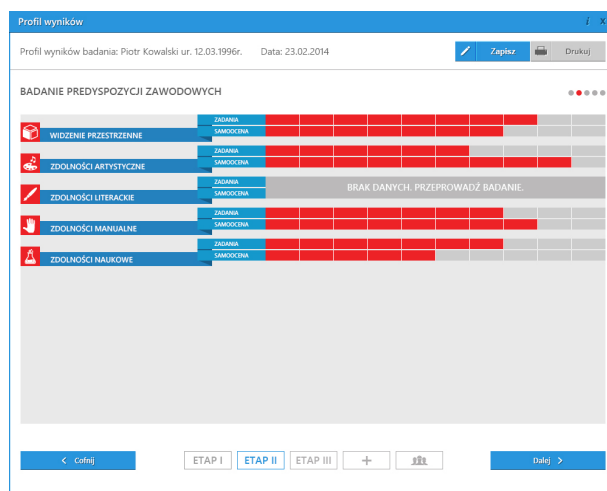 Profil wyników
i x
Profil wyników badania: Piotr Kowalski ur. 12.03.1996r. Data: 23.02.2014
Zapisz
Drukuj
BADANIE PREDYSPOZYCJI ZAWODOWYCH
ZADANIA
WIDZENIE PRZESTRZENNE SAMOOCENA
ZADANIA
ZDOLNOŚCI ARTYSTYCZNE SAMOOCENA
ZADANIA
BRAK DANYCH. PRZEPROWADŹ BADANIE.
ZDOLNOŚCI LITERACKIE SAMOOCENA
ZADANIA
ZDOLNOŚCI MANUALNE SAMOOCENA
ZADANIA
ZDOLNOŚCI NAUKOWE SAMOOCENA
Cofnij ETAP I ETAP II ETAP III + Dalej